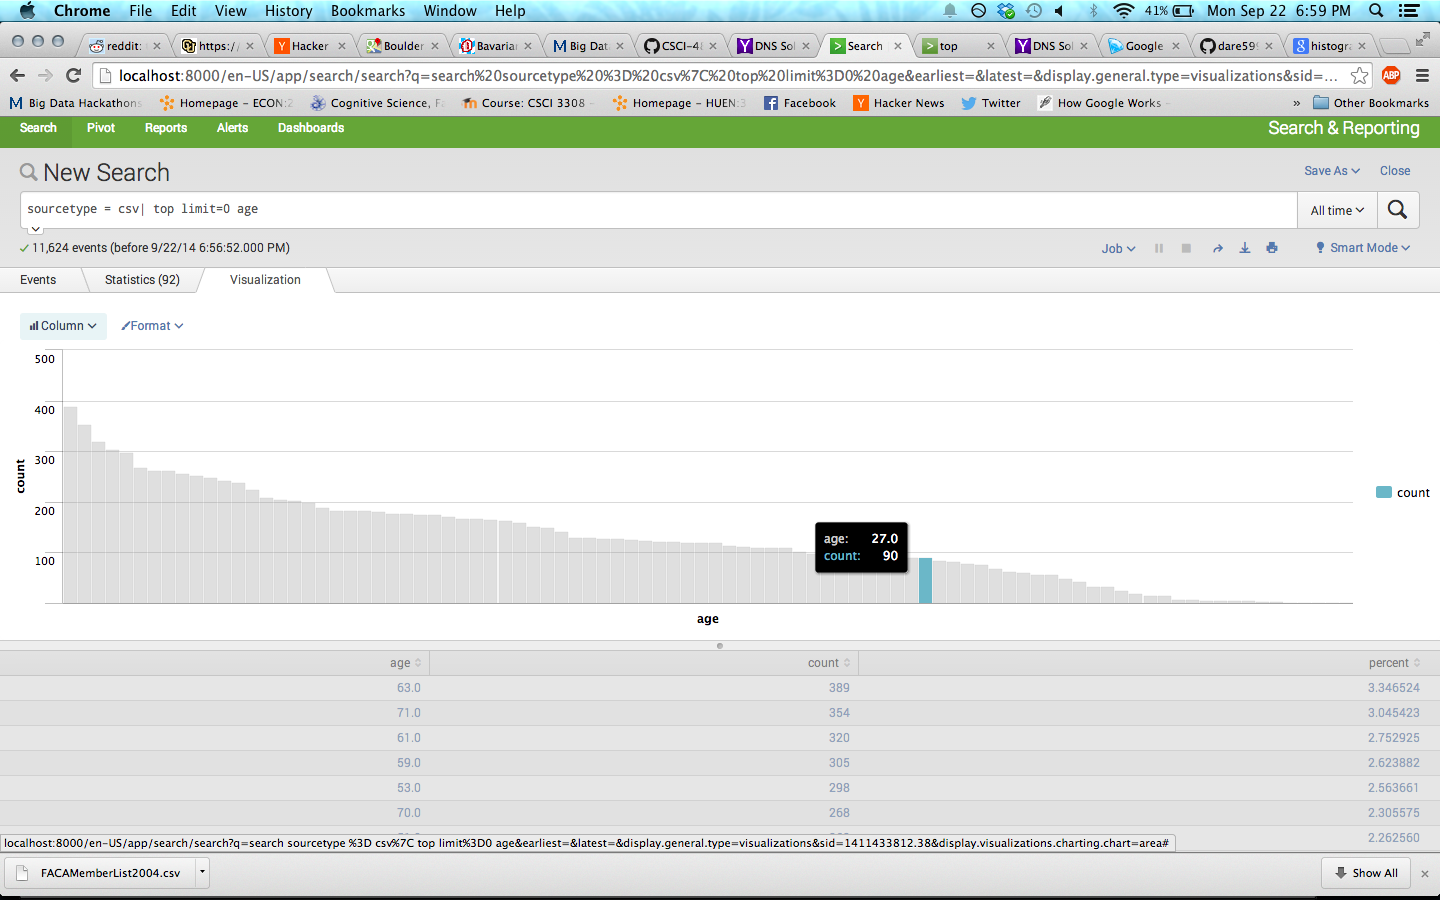 Chrome File Edit View History Bookmarks Window Help 41% Mon Sep 22 6:59 PM
reddit: https:/ Hacker Boulder Bavaria Big Dat CSCI-48 DNS Sol Search top DNS Sol Google dare599 histogra
localhost:8000/en-US/app/search/search?q=search%20sourcetype%20%3D%20csv%7C%20top%20limit%3D0%20age&earliest=&latest=&display.general.type=visualizations&sid=... ABP
Big Data Hackathons Homepage – ECON:2 Cognitive Science, F Course: CSCI 3308 – Homepage – HUEN:3 Facebook Hacker News Twitter How Google Works – » Other Bookmarks
Search Pivot Reports Alerts Dashboards Search & Reporting
New Search Save As Close
sourcetype = csv| top limit=0 age All time
11,624 events (before 9/22/14 6:56:52.000 PM) Job Smart Mode
Events Statistics (92) Visualization
Column Format
500
400
300
200
100
count
age: 27.0
count: 90
count
age
age count percent
63.0 389 3.346524
71.0 354 3.045423
61.0 320 2.752925
59.0 305 2.623882
53.0 298 2.563661
70.0 268 2.305575
2.262560
localhost:8000/en-US/app/search/search?q=search sourcetype %3D csv%7C top limit%3D0 age&earliest=&latest=&display.general.type=visualizations&sid=1411433812.38&display.visualizations.charting.chart=area#
FACAMemberList2004.csv Show All